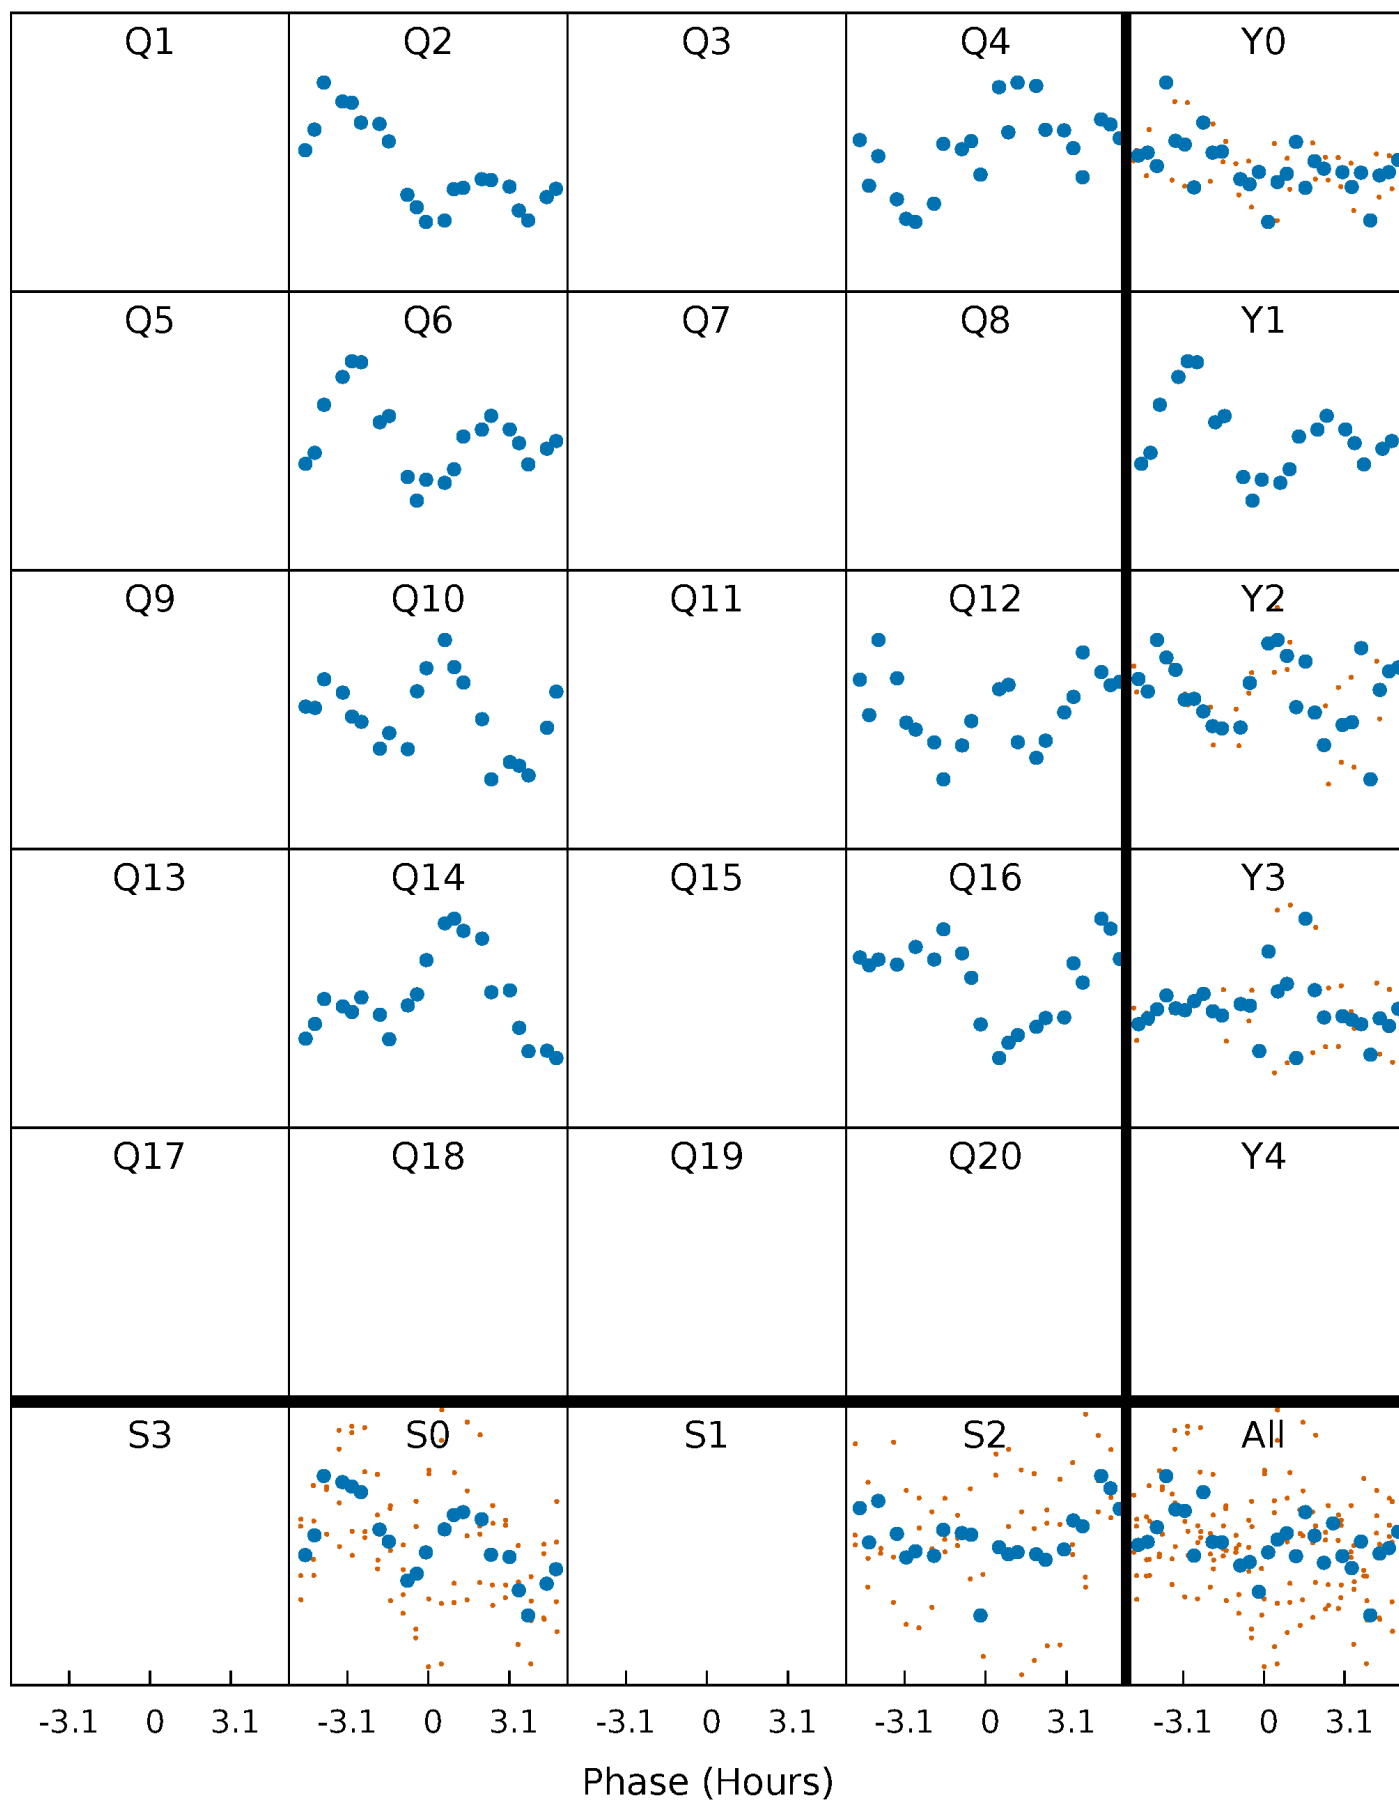 Q1 Q2 Q3 Q4 Y0
Q5 Q6 Q7 Q8 Y1
Q9 Q10 Q11 Q12 Y2
Q13 Q14 Q15 Q16 Y3
Q17 Q18 Q19 Q20 Y4
S3 S0 S1 S2 All
-3.1 0 3.1 -3.1 0 3.1 -3.1 0 3.1 -3.1 0 3.1 -3.1 0 3.1
Phase (Hours)